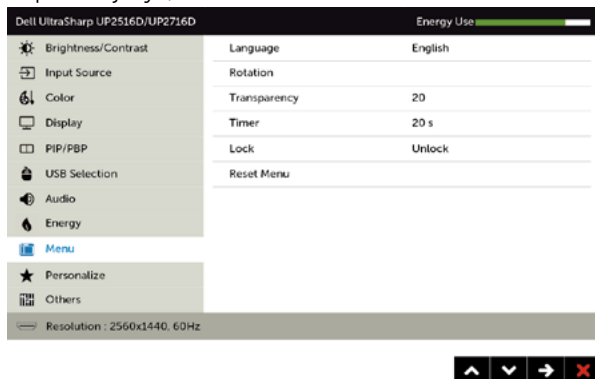 Dell UltraSharp UP2516D/UP2716D Energy Use
Brightness/Contrast Language English
Input Source Rotation
Color Transparency 20
Display Timer 20 s
PIP/PBP Lock Unlock
USB Selection Reset Menu
Audio
Energy
Menu
Personalize
Others
Resolution : 2560x1440, 60Hz